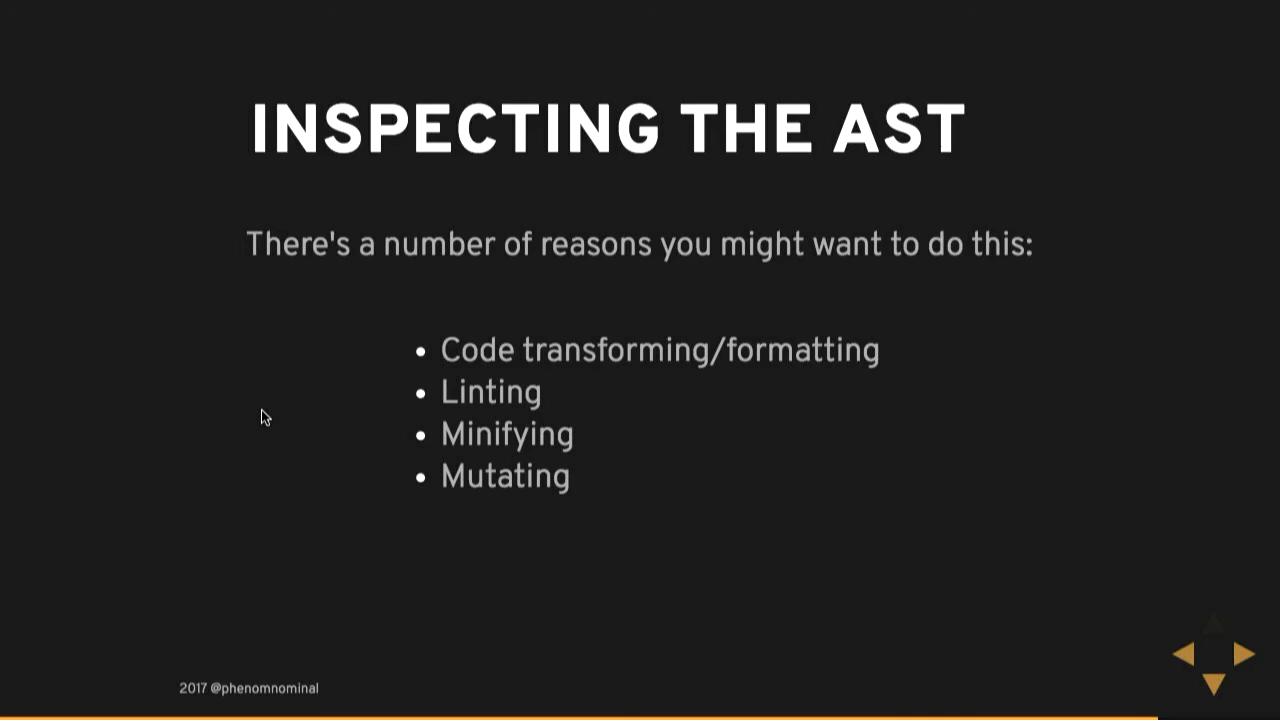 INSPECTING THE AST
There's a number of reasons you might want to do this:
Code transforming/formatting
Linting
Minifying
Mutating
2017 @phenomnominal